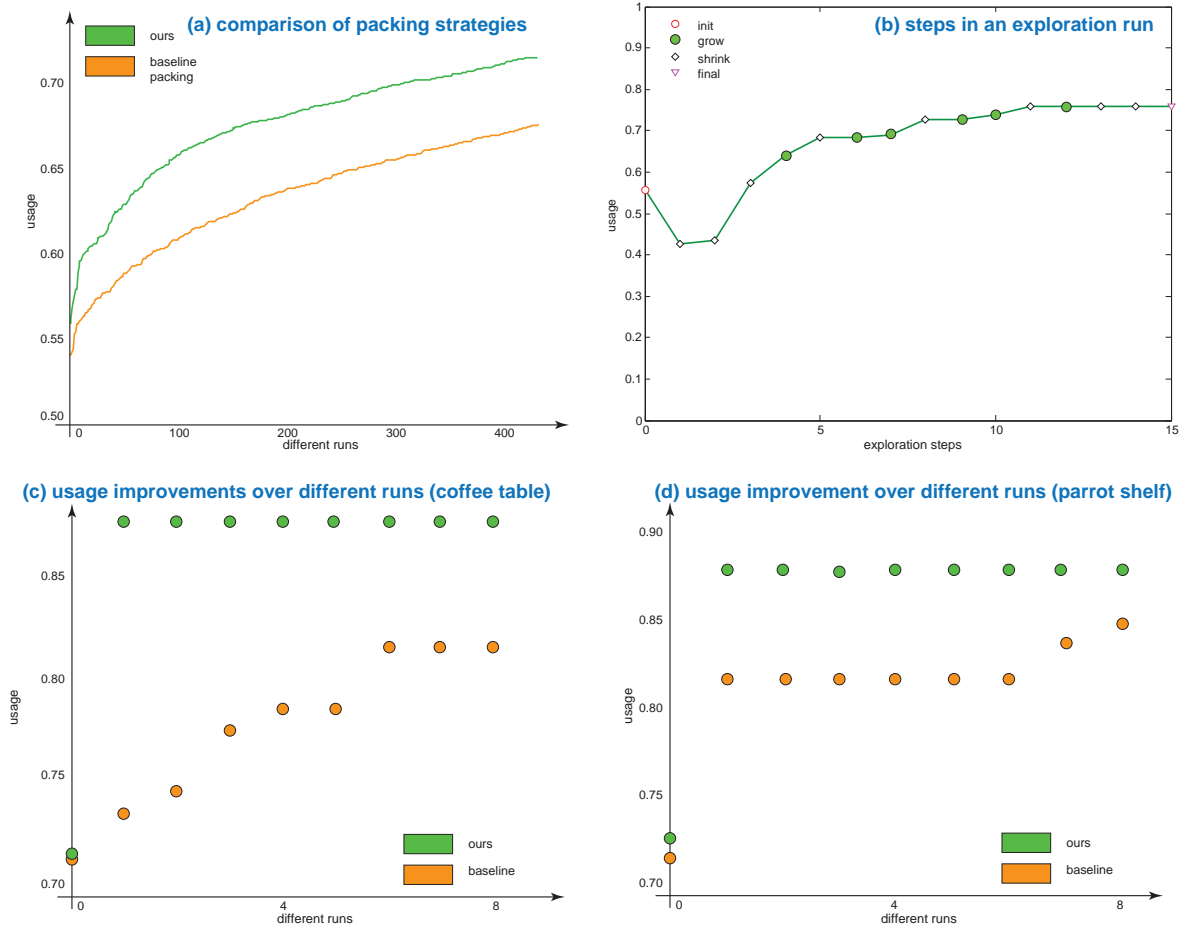 (a) comparison of packing strategies
ours
baseline
packing
0.70
0.65
0.60
0.55
0.50
usage
0
100
200
300
400
different runs
(b) steps in an exploration run
init
grow
shrink
final
1
0.9
0.8
0.7
0.6
0.5
0.4
0.3
0.2
0.1
0
usage
0
5
10
15
exploration steps
(c) usage improvements over different runs (coffee table)
0.85
0.80
0.75
0.70
usage
ours
baseline
0
4
8
different runs
(d) usage improvement over different runs (parrot shelf)
0.90
0.85
0.80
0.75
0.70
usage
ours
baseline
0
4
8
different runs